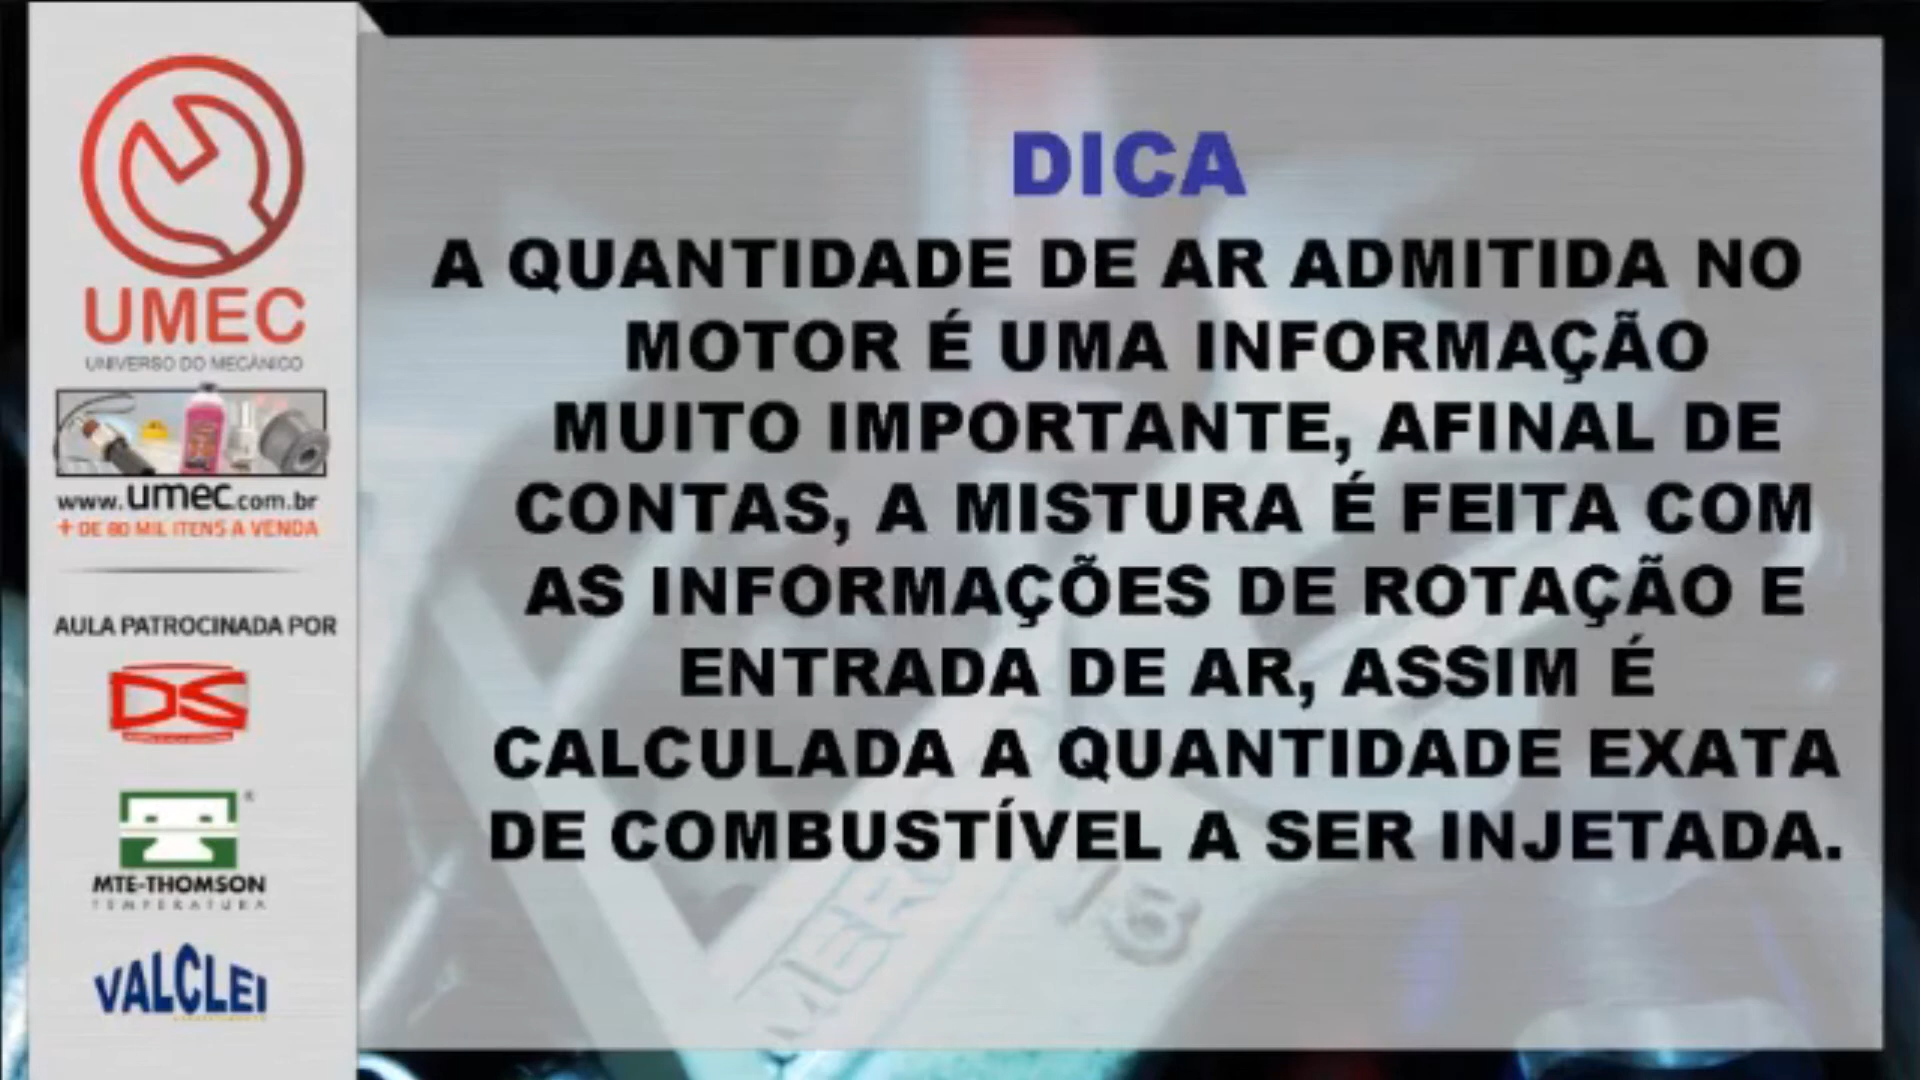 UMEC
UNIVERSO DO MECÂNICO
www.umec.com.br
+ DE 80 MIL ITENS A VENDA
AULA PATROCINADA POR
DS
MTE-THOMSON
TEMPERATURA
VALCLEI
DICA
A QUANTIDADE DE AR ADMITIDA NO
MOTOR É UMA INFORMAÇÃO
MUITO IMPORTANTE, AFINAL DE
CONTAS, A MISTURA É FEITA COM
AS INFORMAÇÕES DE ROTAÇÃO E
ENTRADA DE AR, ASSIM É
CALCULADA A QUANTIDADE EXATA
DE COMBUSTÍVEL A SER INJETADA.
18